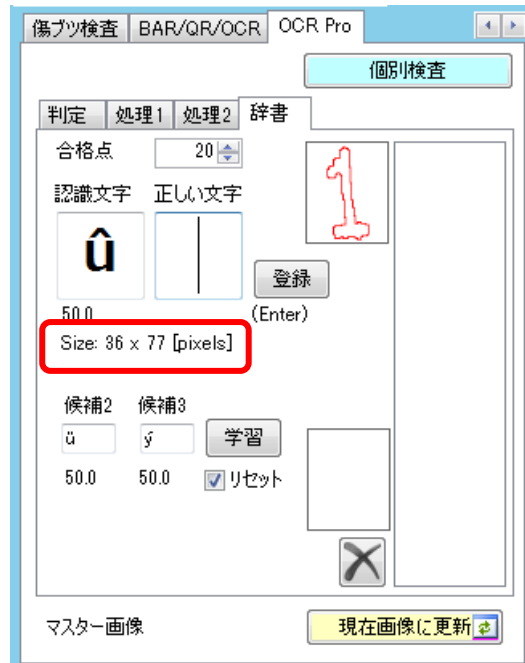 傷ブツ検査 BAR/QR/OCR OCR Pro
個別検査
判定 処理1 処理2 辞書
合格点 20
認識文字 正しい文字
û
登録
50.0 (Enter)
Size: 36 x 77 [pixels]
候補2 候補3
ü ý 学習
50.0 50.0 リセット
マスター画像 現在画像に更新